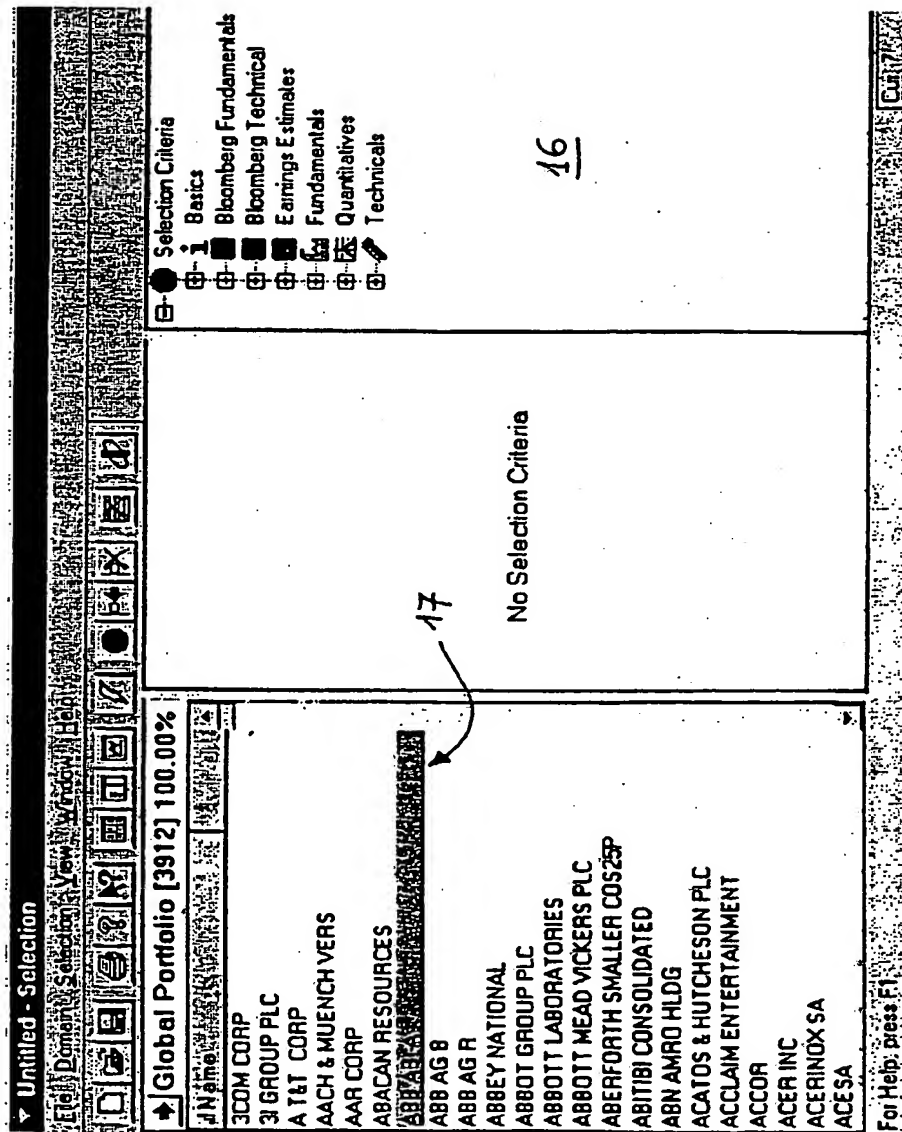 Untitled - Selection
File Domain Selection View Window Help
Global Portfolio [3912] 100.00%
Name
3COM CORP
3I GROUP PLC
A T&T CORP
AACH & MUENCH VERS
AAR CORP
ABACAN RESOURCES
ABB AG B
ABB AG R
ABBEY NATIONAL
ABBOTT GROUP PLC
ABBOTT LABORATORIES
ABBOTT MEAD VICKERS PLC
ABERFORTH SMALLER COS25P
ABITIBI CONSOLIDATED
ABN AMRO HLDG
ACATOS & HUTCHESON PLC
ACCLAIM ENTERTAINMENT
ACCOR
ACER INC
ACERINOX SA
ACESA
17
No Selection Criteria
Selection Criteria
Basics
Bloomberg Fundamentals
Bloomberg Technical
Earnings Estimates
Fundamentals
Quantitatives
Technicals
16
For Help, press F1